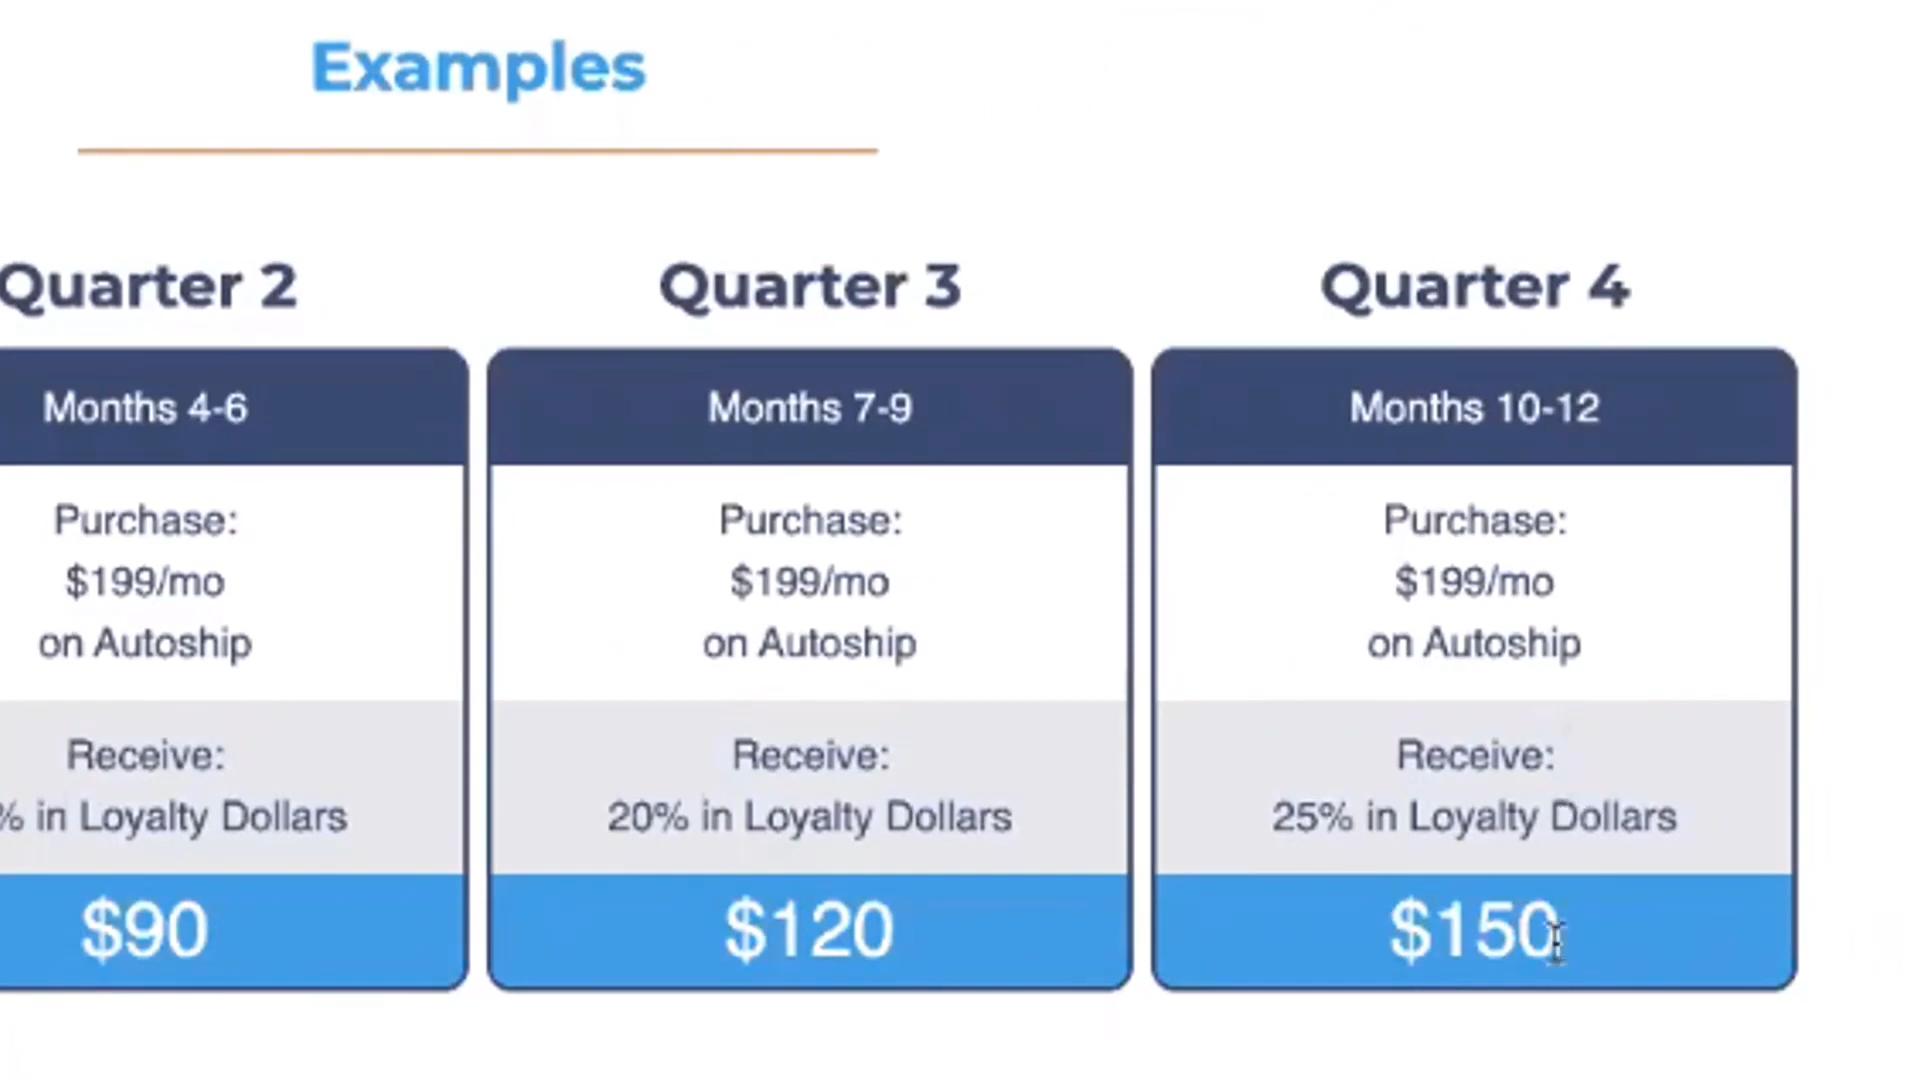 Examples
Quarter 2
Months 4-6
Purchase:
$199/mo
on Autoship
Receive:
% in Loyalty Dollars
$90
Quarter 3
Months 7-9
Purchase:
$199/mo
on Autoship
Receive:
20% in Loyalty Dollars
$120
Quarter 4
Months 10-12
Purchase:
$199/mo
on Autoship
Receive:
25% in Loyalty Dollars
$150